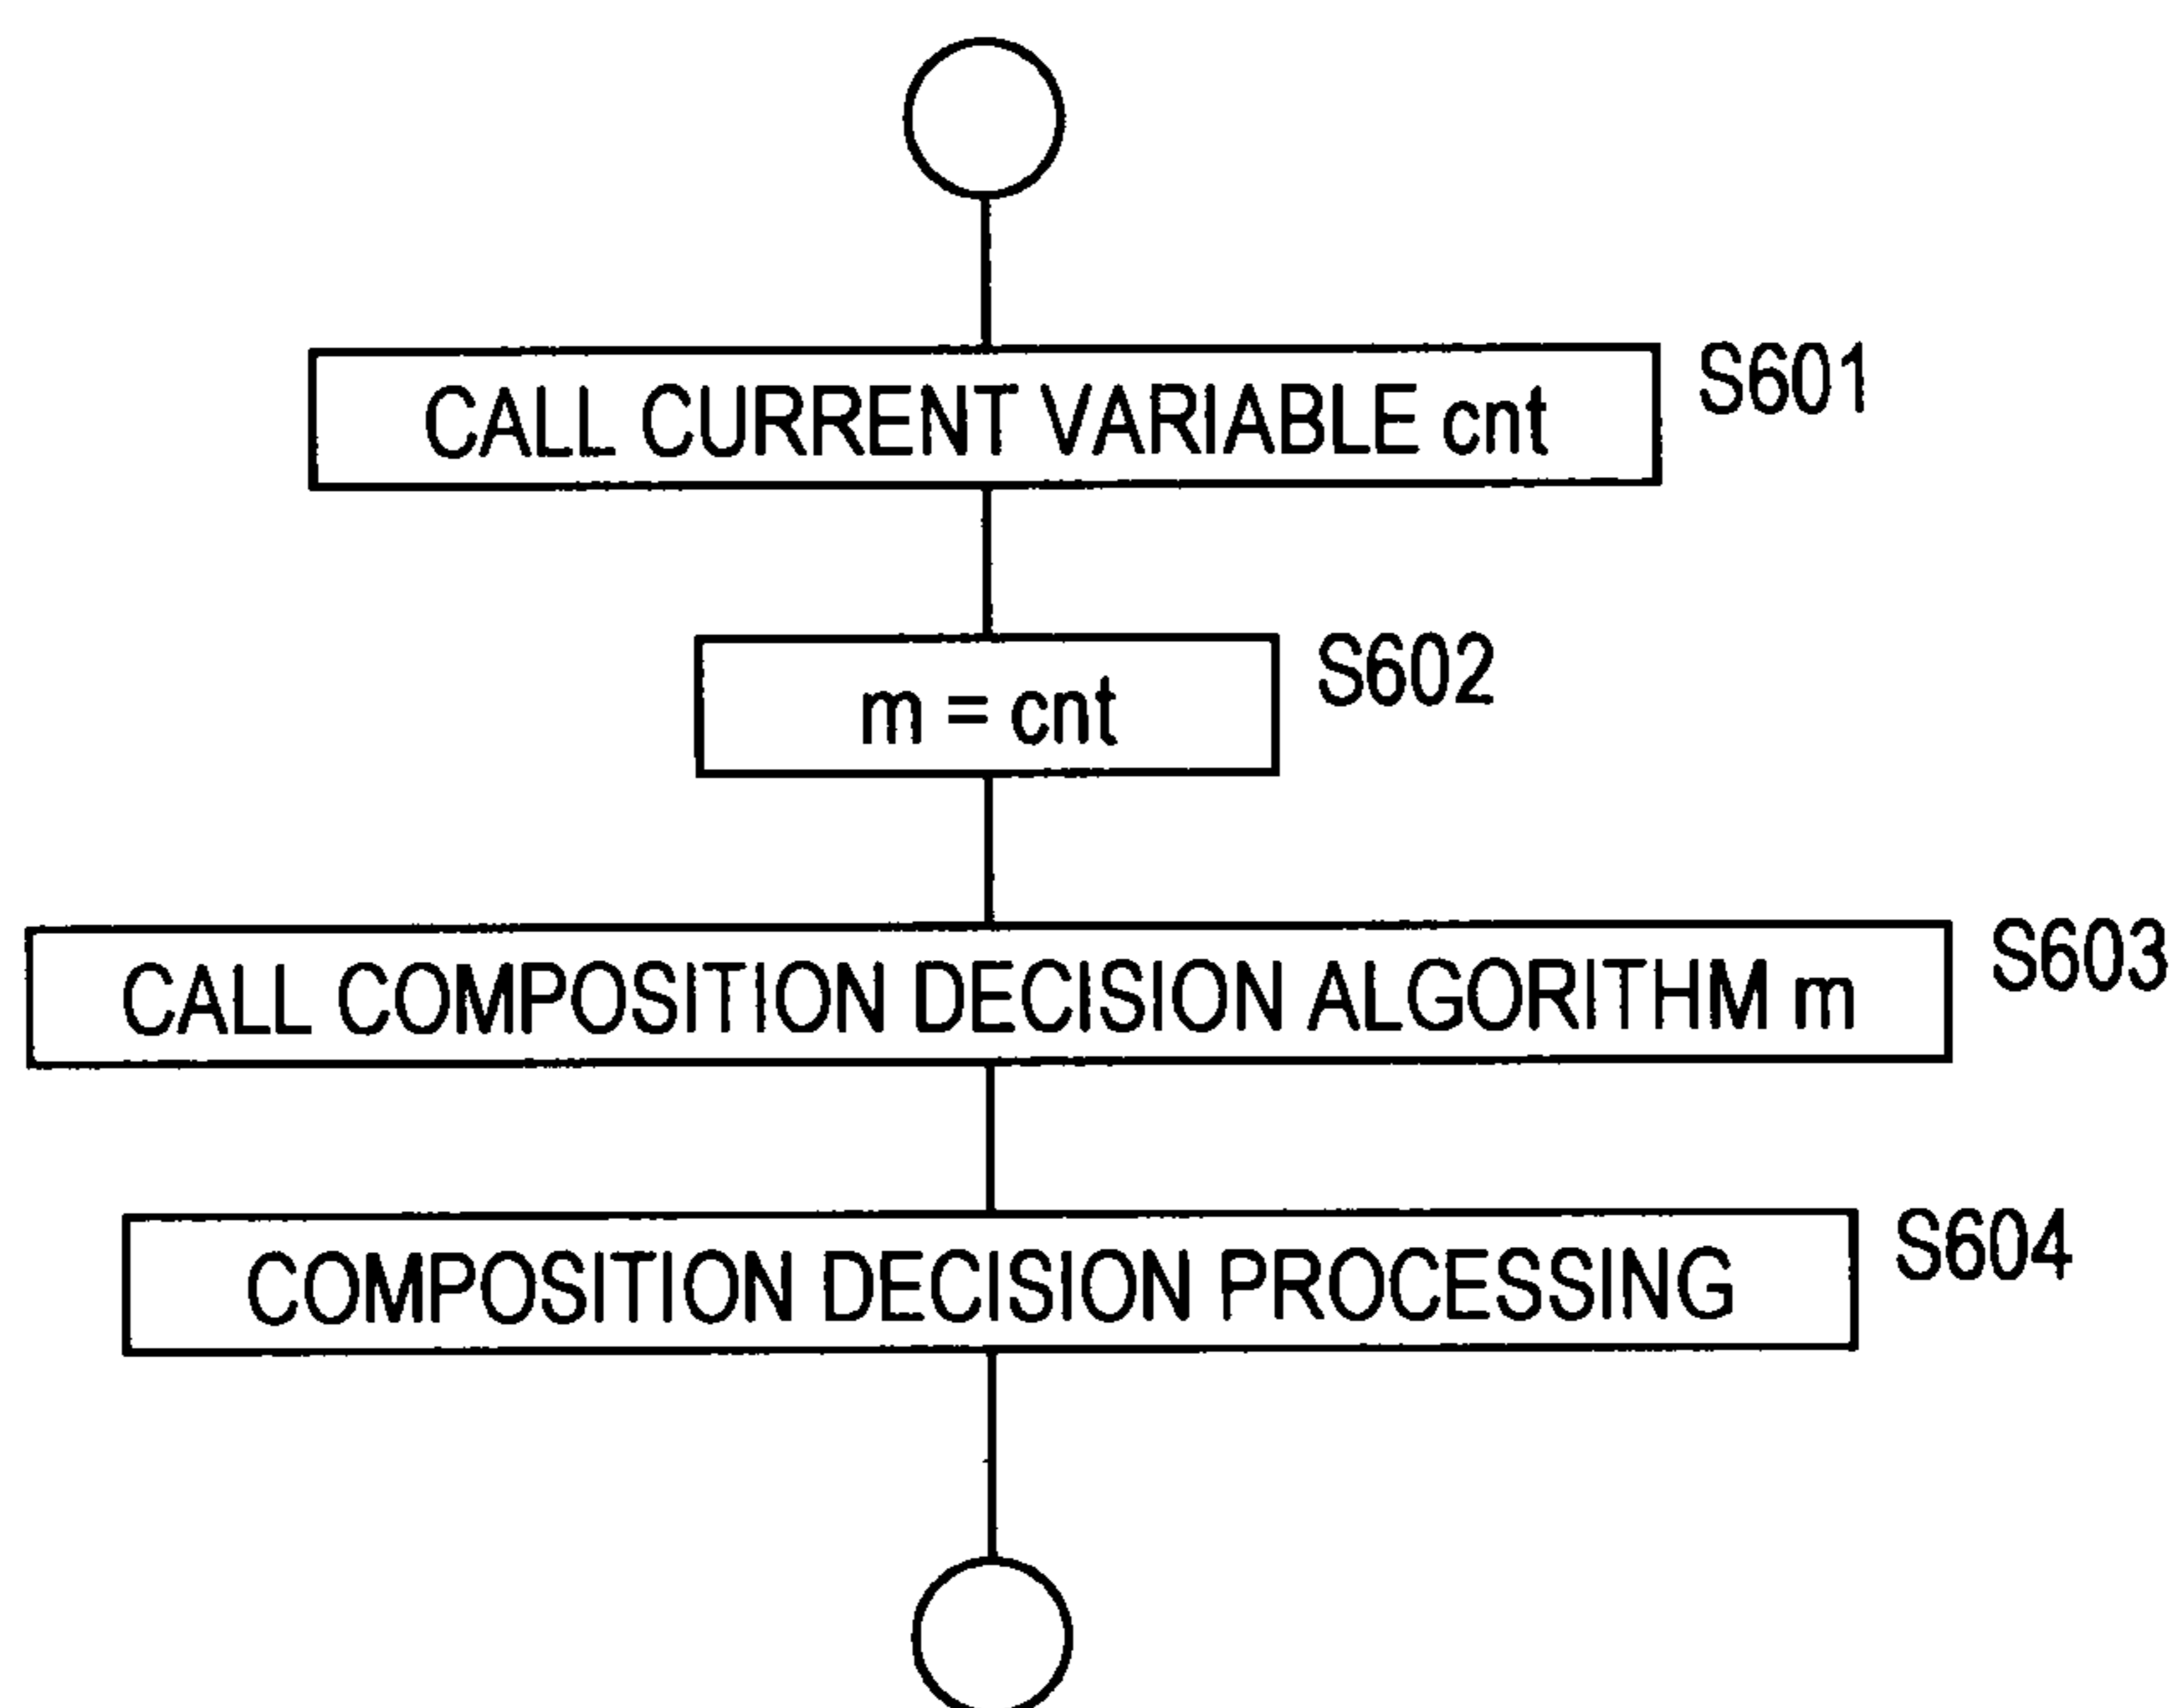 CALL CURRENT VARIABLE cnt S601
m = cnt S602
CALL COMPOSITION DECISION ALGORITHM m S603
COMPOSITION DECISION PROCESSING S604